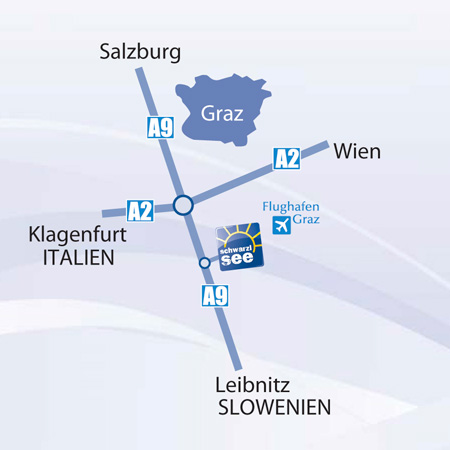 Salzburg
A9
Graz
A2
Wien
A2
Flughafen
Graz
Klagenfurt
ITALIEN
schwarzl
see
A9
Leibnitz
SLOWENIEN